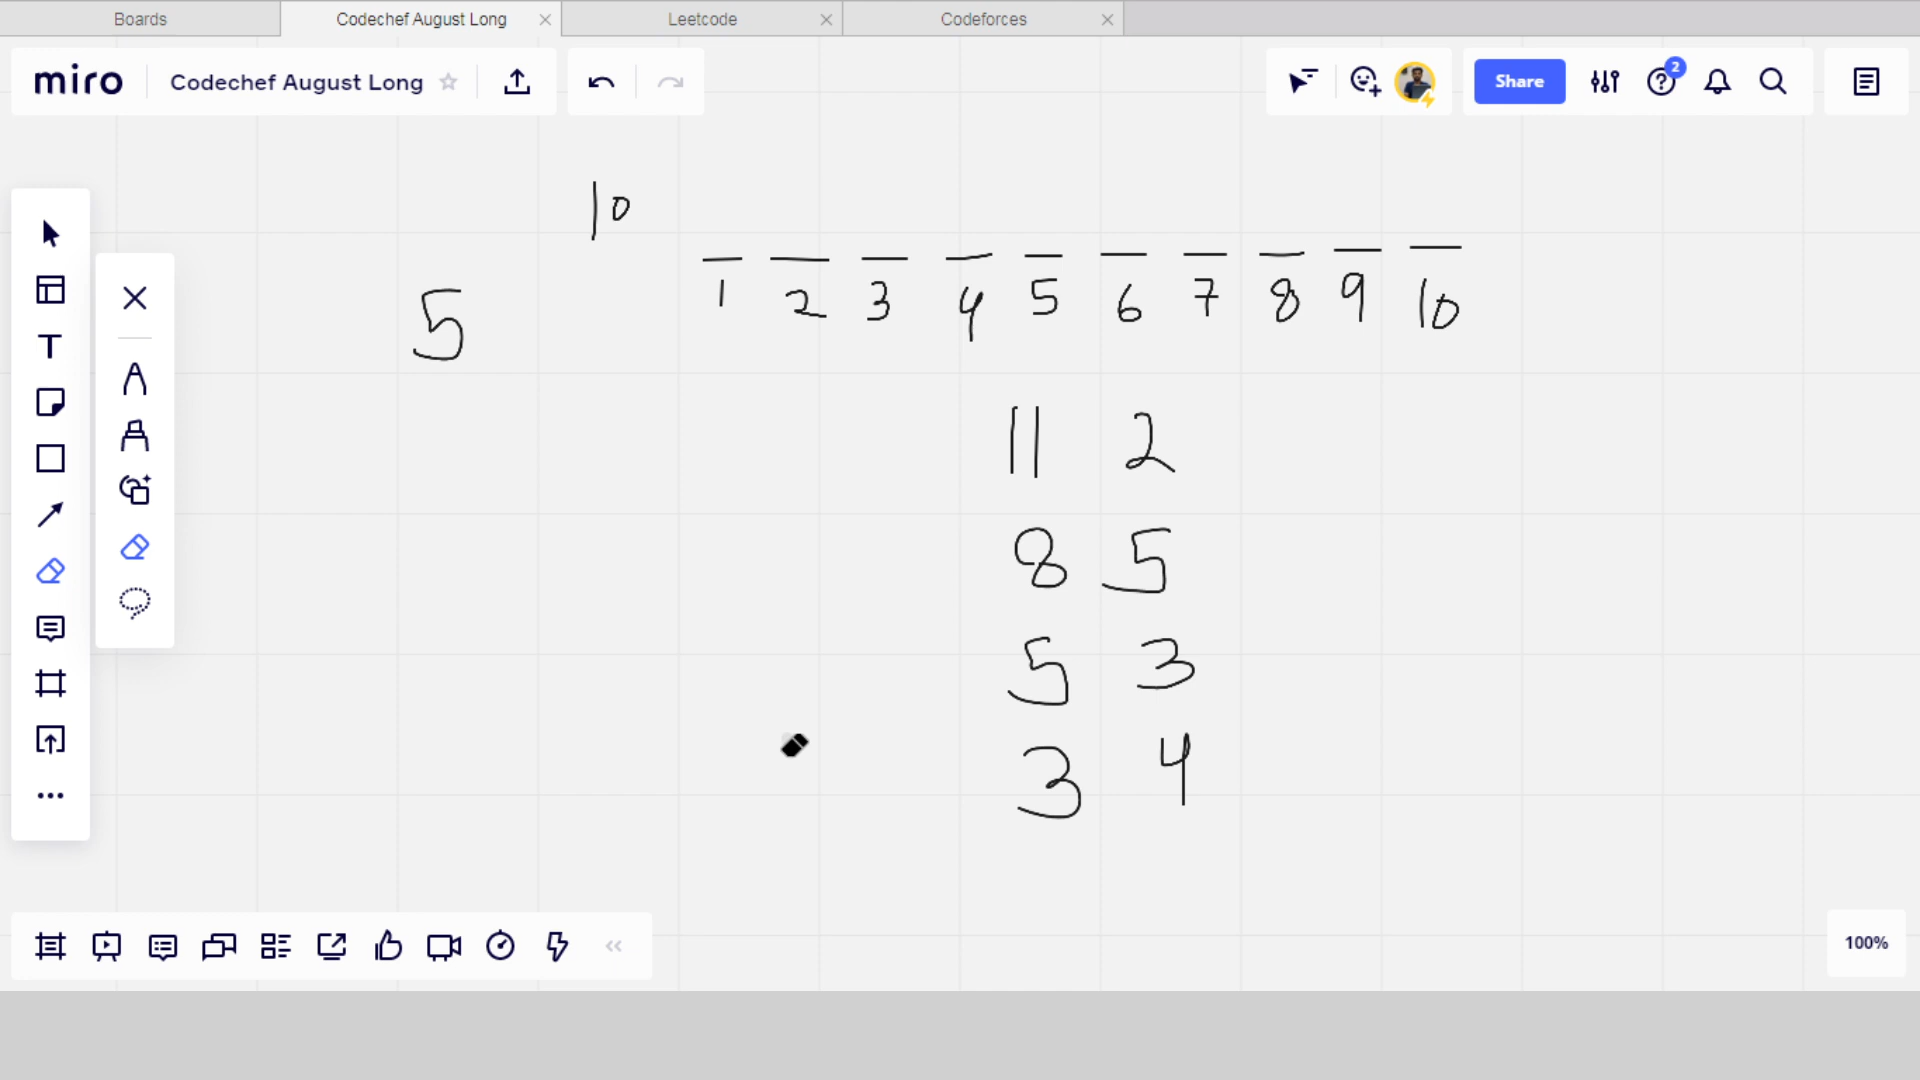 Boards
Codechef August Long
Leetcode
Codeforces
miro
Codechef August Long
Share
2
10
5
1 2 3 4 5 6 7 8 9 10
T
11 2
8 5
5 3
3 4
100%